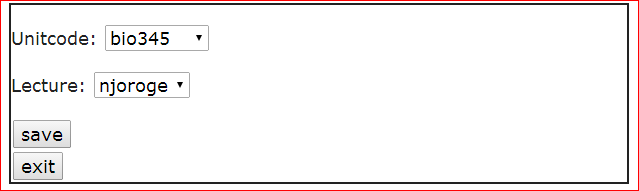 Unitcode: bio345
Lecture: njoroge
save
exit